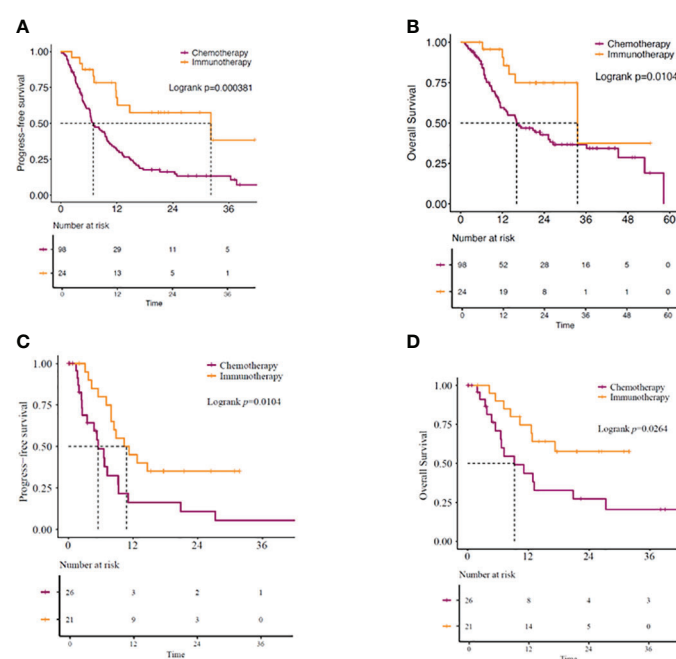 A
1.00
0.75
0.50
0.25
0.00
Progress-free survival
Chemotherapy
Immunotherapy
Logrank p=0.000381
0 12 24 36
Number at risk
98 29 11 5
24 13 5 1
0 12 24 36
Time
B
1.00
0.75
0.50
0.25
0.00
Overall Survival
Chemotherapy
Immunotherapy
Logrank p=0.0104
0 12 24 36 48 60
Number at risk
98 52 28 16 5 0
24 19 8 1 1 0
0 12 24 36 48 60
Time
C
1.00
0.75
0.50
0.25
0.00
Progress-free survival
Chemotherapy
Immunotherapy
Logrank p=0.0104
0 12 24 36
Number at risk
26 3 2 1
21 9 3 0
0 12 24 36
Time
D
1.00
0.75
0.50
0.25
0.00
Overall Survival
Chemotherapy
Immunotherapy
Logrank p=0.0264
0 12 24 36
Number at risk
26 8 4 3
21 14 5 0
0 12 24 36
Time